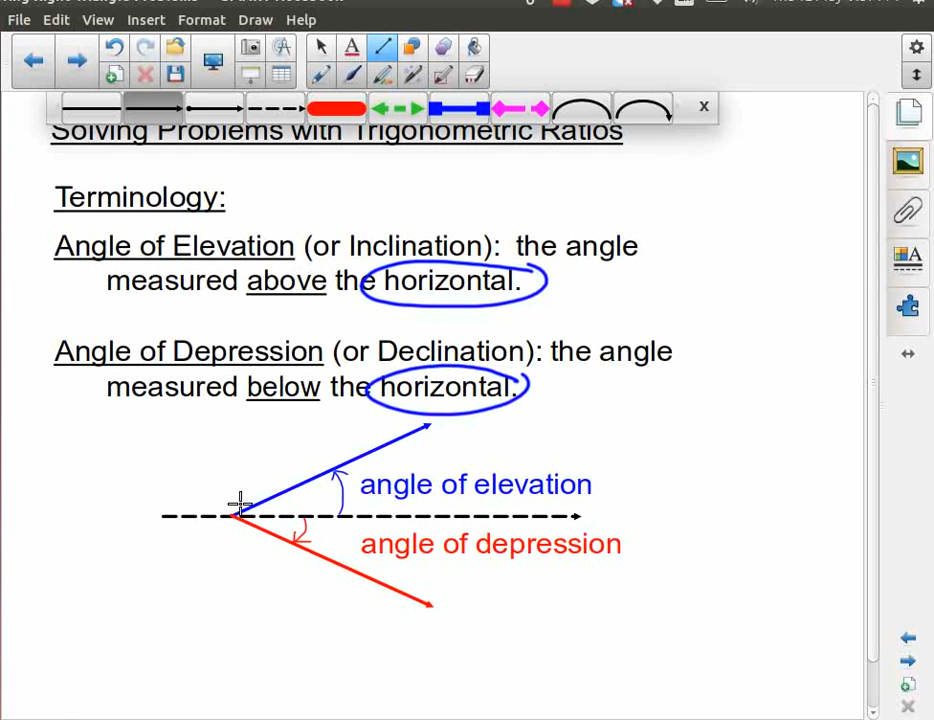 File Edit View Insert Format Draw Help
A
A
x
Solving Problems with Trigonometric Ratios
Terminology:
Angle of Elevation (or Inclination): the angle
measured above the horizontal.
Angle of Depression (or Declination): the angle
measured below the horizontal.
angle of elevation
angle of depression